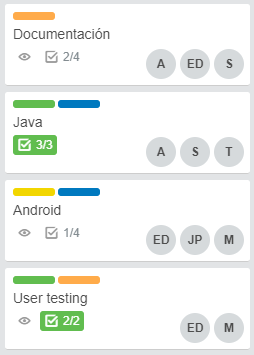 Documentación
2/4 A ED S
Java
3/3 A S T
Android
1/4 ED JP M
User testing
2/2 ED M